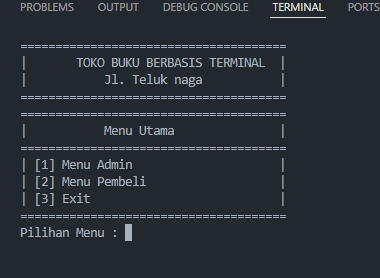 PROBLEMS OUTPUT DEBUG CONSOLE TERMINAL PORTS
======================================
|       TOKO BUKU BERBASIS TERMINAL  |
|           Jl. Teluk naga           |
======================================
======================================
|           Menu Utama               |
======================================
| [1] Menu Admin                     |
| [2] Menu Pembeli                   |
| [3] Exit                           |
======================================
Pilihan Menu :